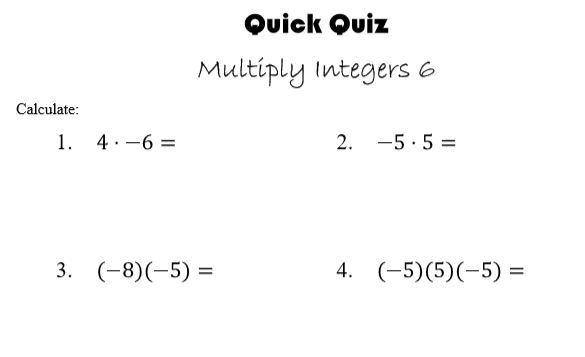 Quick Quiz
Multiply Integers 6
Calculate:
1. 4 · −6 =
2. −5 · 5 =
3. (−8)(−5) =
4. (−5)(5)(−5) =